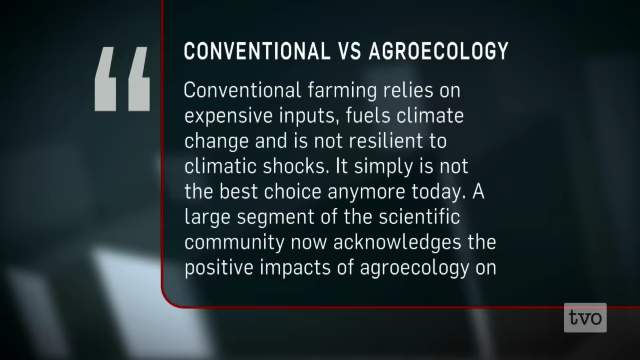 “
CONVENTIONAL VS AGROECOLOGY
Conventional farming relies on
expensive inputs, fuels climate
change and is not resilient to
climatic shocks. It simply is not
the best choice anymore today. A
large segment of the scientific
community now acknowledges the
positive impacts of agroecology on
tvo